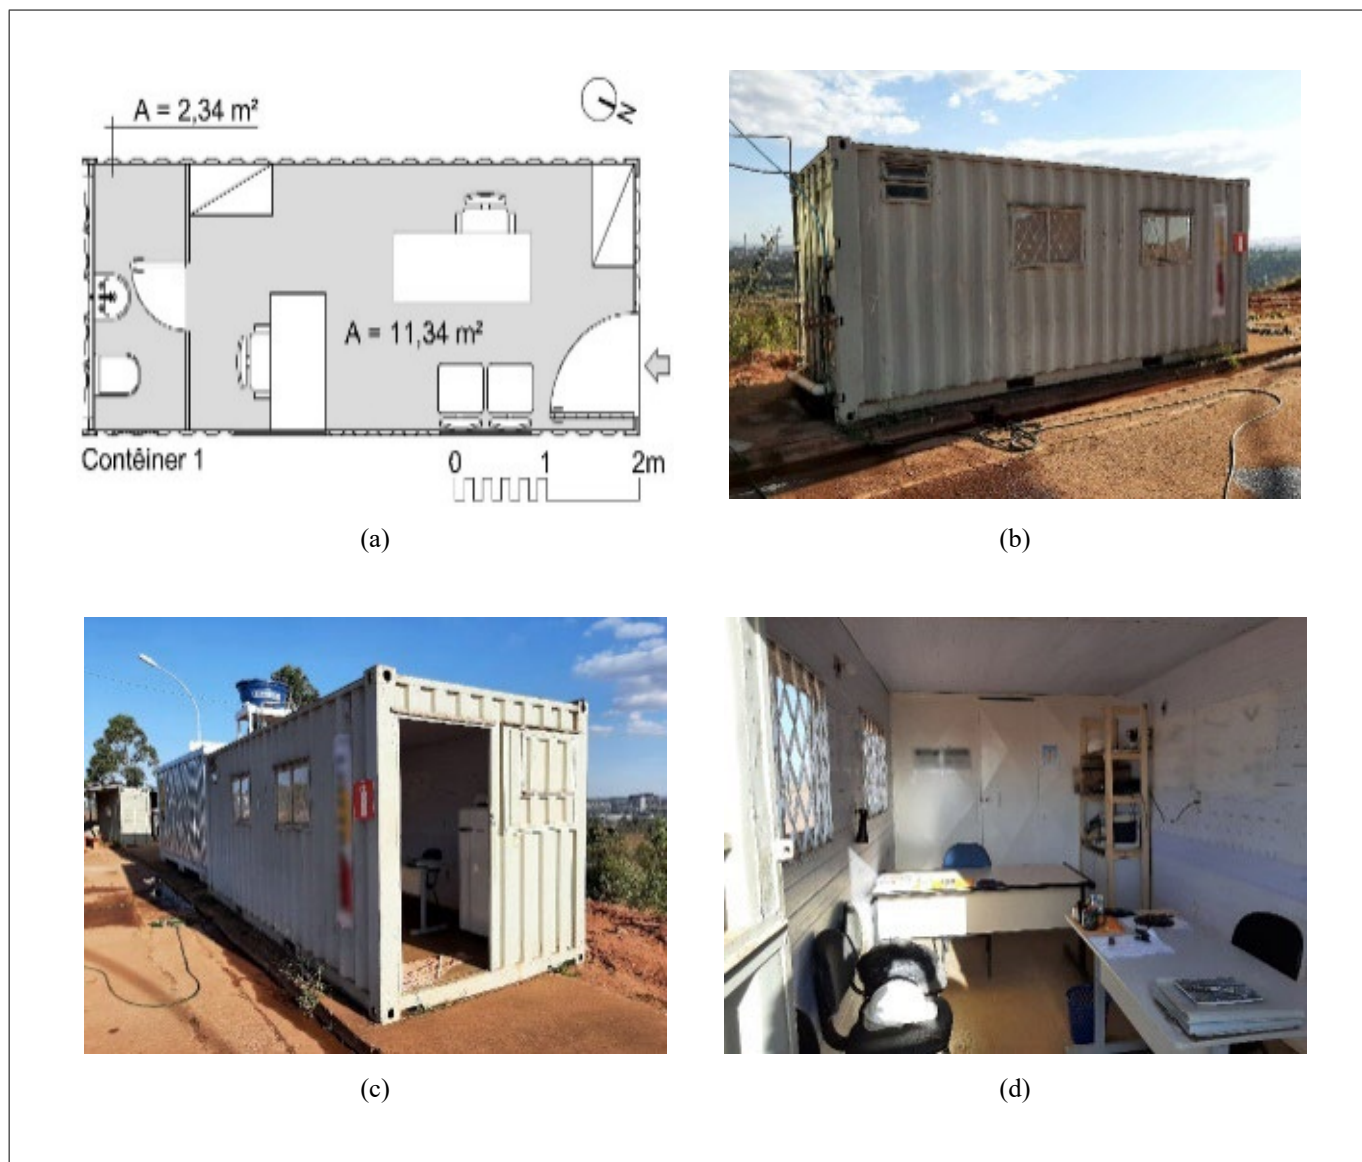 A = 2,34 m²
N
A = 11,34 m²
Contêiner 1
0 1 2m
(a)
(b)
(c)
(d)